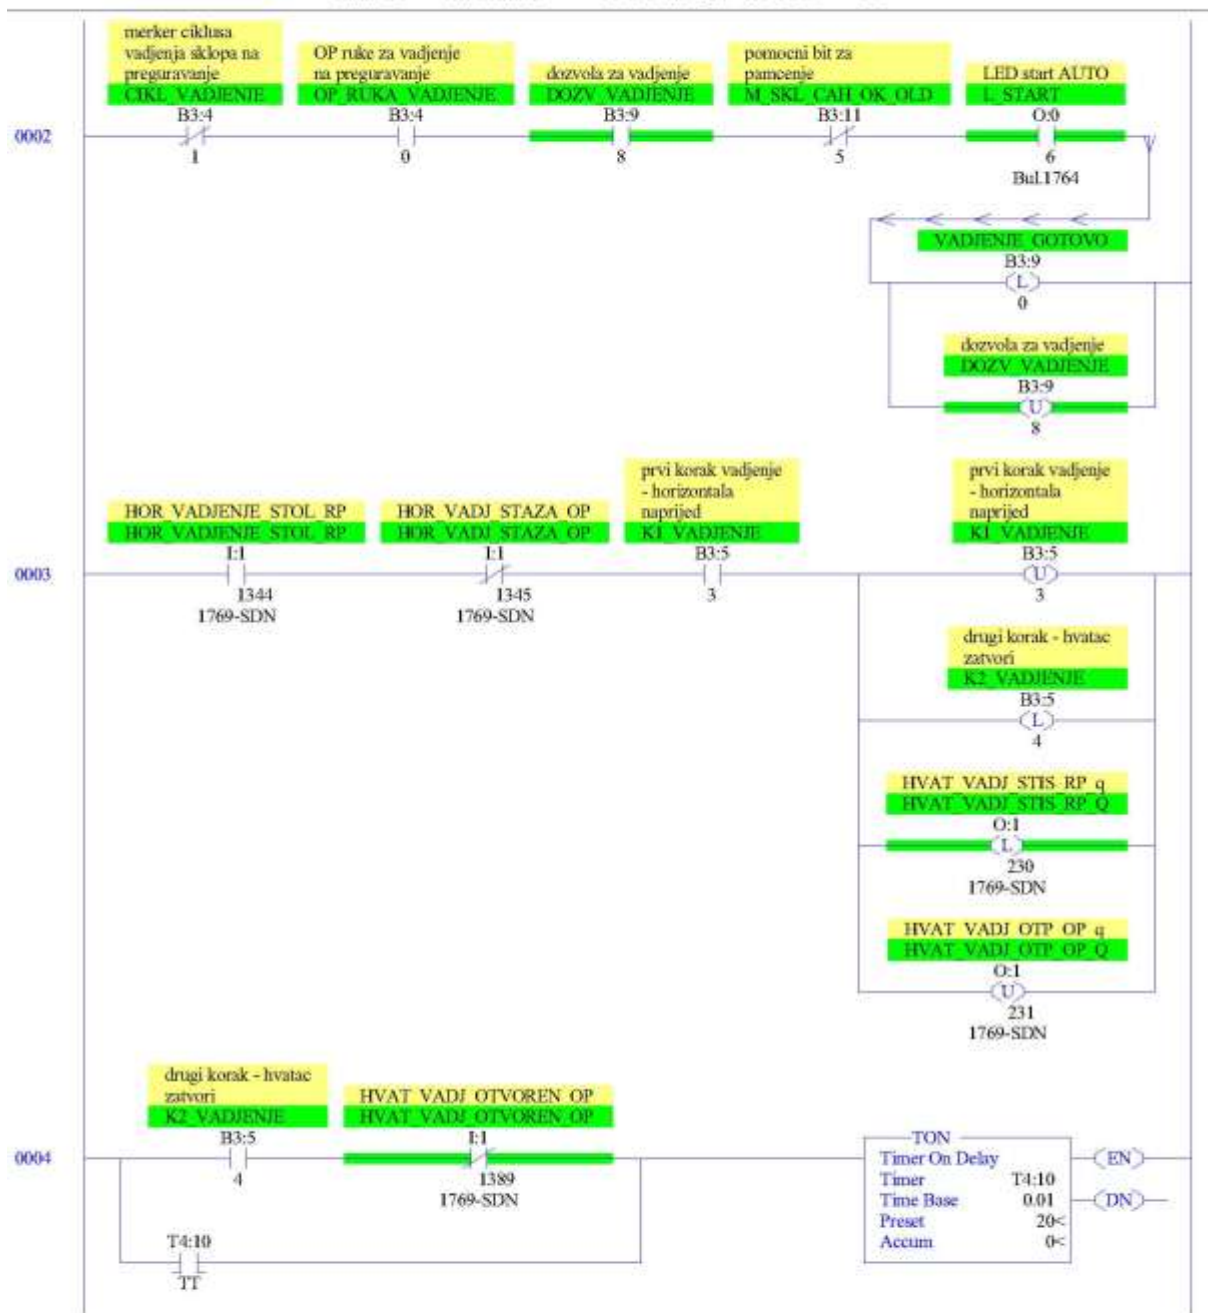 merker ciklusa
vadjenja sklopa na
preguravanje
CIKL_VADJENJE
B3:4
1
OP ruke za vadjenje
na preguravanje
OP_RUKA_VADJENJE
B3:4
0
dozvola za vadjenje
DOZV_VADJENJE
B3:9
8
pomocni bit za
pamcenje
M_SKL_CAH_OK_OLD
B3:11
5
LED start AUTO
L_START
O:0
6
Bul.1764
0002
VADJENJE_GOTOVO
B3:9
L
0
dozvola za vadjenje
DOZV_VADJENJE
B3:9
U
8
0003
HOR_VADJENJE_STOL_RP
HOR_VADJENJE_STOL_RP
I:1
1344
1769-SDN
HOR_VADJ_STAZA_OP
HOR_VADJ_STAZA_OP
I:1
1345
1769-SDN
prvi korak vadjenje
- horizontala
naprijed
K1_VADJENJE
B3:5
3
prvi korak vadjenje
- horizontala
naprijed
K1_VADJENJE
B3:5
U
3
drugi korak - hvatac
zatvori
K2_VADJENJE
B3:5
L
4
HVAT_VADJ_STIS_RP_q
HVAT_VADJ_STIS_RP_Q
O:1
L
230
1769-SDN
HVAT_VADJ_OTP_OP_q
HVAT_VADJ_OTP_OP_Q
O:1
U
231
1769-SDN
0004
drugi korak - hvatac
zatvori
K2_VADJENJE
B3:5
4
HVAT_VADJ_OTVOREN_OP
HVAT_VADJ_OTVOREN_OP
I:1
1389
1769-SDN
T4:10
TT
TON
Timer On Delay
Timer T4:10
Time Base 0.01
Preset 20<
Accum 0<
EN
DN